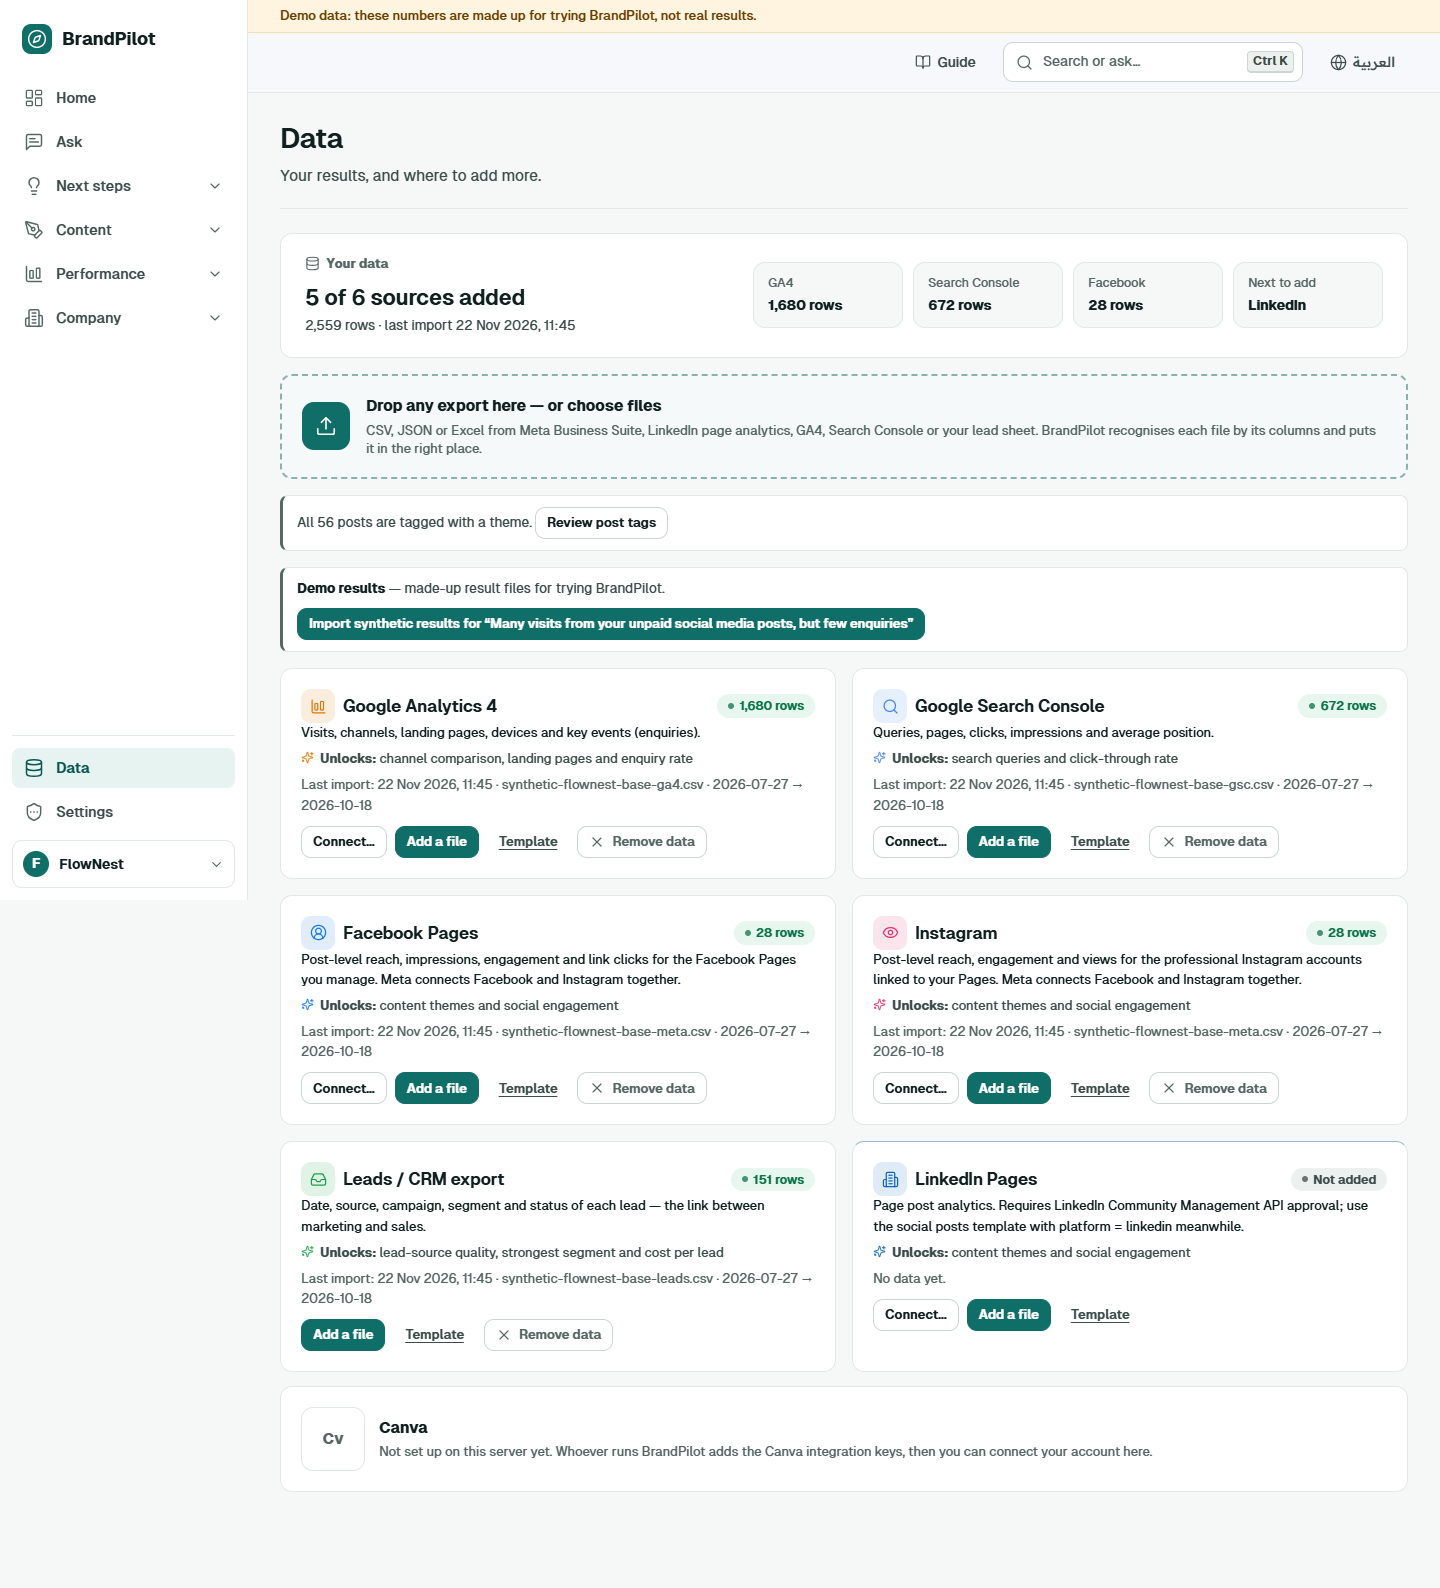 Demo data: these numbers are made up for trying BrandPilot, not real results.
BrandPilot
Guide
Search or ask...
Ctrl K
العربية
Home
Ask
Next steps
Content
Performance
Company
Data
Settings
F
FlowNest
Data
Your results, and where to add more.
Your data
5 of 6 sources added
2,559 rows · last import 22 Nov 2026, 11:45
GA4
1,680 rows
Search Console
672 rows
Facebook
28 rows
Next to add
LinkedIn
Drop any export here — or choose files
CSV, JSON or Excel from Meta Business Suite, LinkedIn page analytics, GA4, Search Console or your lead sheet. BrandPilot recognises each file by its columns and puts
it in the right place.
All 56 posts are tagged with a theme. Review post tags
Demo results — made-up result files for trying BrandPilot.
Import synthetic results for “Many visits from your unpaid social media posts, but few enquiries”
Google Analytics 4
1,680 rows
Visits, channels, landing pages, devices and key events (enquiries).
Unlocks: channel comparison, landing pages and enquiry rate
Last import: 22 Nov 2026, 11:45 · synthetic-flownest-base-ga4.csv · 2026-07-27 →
2026-10-18
Connect... Add a file Template Remove data
Google Search Console
672 rows
Queries, pages, clicks, impressions and average position.
Unlocks: search queries and click-through rate
Last import: 22 Nov 2026, 11:45 · synthetic-flownest-base-gsc.csv · 2026-07-27 →
2026-10-18
Connect... Add a file Template Remove data
Facebook Pages
28 rows
Post-level reach, impressions, engagement and link clicks for the Facebook Pages
you manage. Meta connects Facebook and Instagram together.
Unlocks: content themes and social engagement
Last import: 22 Nov 2026, 11:45 · synthetic-flownest-base-meta.csv · 2026-07-27 →
2026-10-18
Connect... Add a file Template Remove data
Instagram
28 rows
Post-level reach, engagement and views for the professional Instagram accounts
linked to your Pages. Meta connects Facebook and Instagram together.
Unlocks: content themes and social engagement
Last import: 22 Nov 2026, 11:45 · synthetic-flownest-base-meta.csv · 2026-07-27 →
2026-10-18
Connect... Add a file Template Remove data
Leads / CRM export
151 rows
Date, source, campaign, segment and status of each lead — the link between
marketing and sales.
Unlocks: lead-source quality, strongest segment and cost per lead
Last import: 22 Nov 2026, 11:45 · synthetic-flownest-base-leads.csv · 2026-07-27 →
2026-10-18
Add a file Template Remove data
LinkedIn Pages
Not added
Page post analytics. Requires LinkedIn Community Management API approval; use
the social posts template with platform = linkedin meanwhile.
Unlocks: content themes and social engagement
No data yet.
Connect... Add a file Template
Cv
Canva
Not set up on this server yet. Whoever runs BrandPilot adds the Canva integration keys, then you can connect your account here.